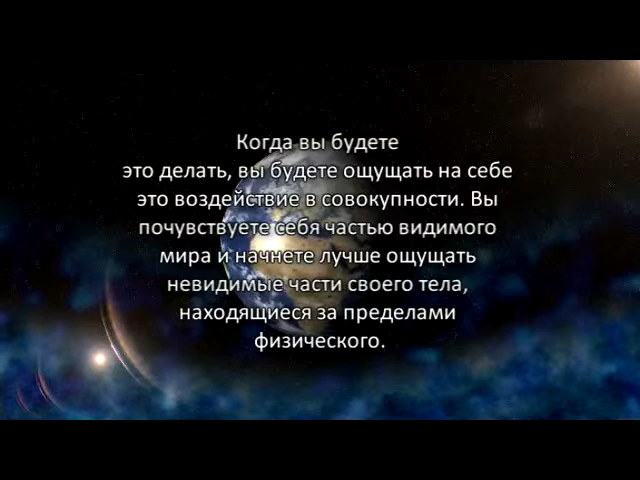 Когда вы будете
это делать, вы будете ощущать на себе
это воздействие в совокупности. Вы
почувствуете себя частью видимого
мира и начнете лучше ощущать
невидимые части своего тела,
находящиеся за пределами
физического.